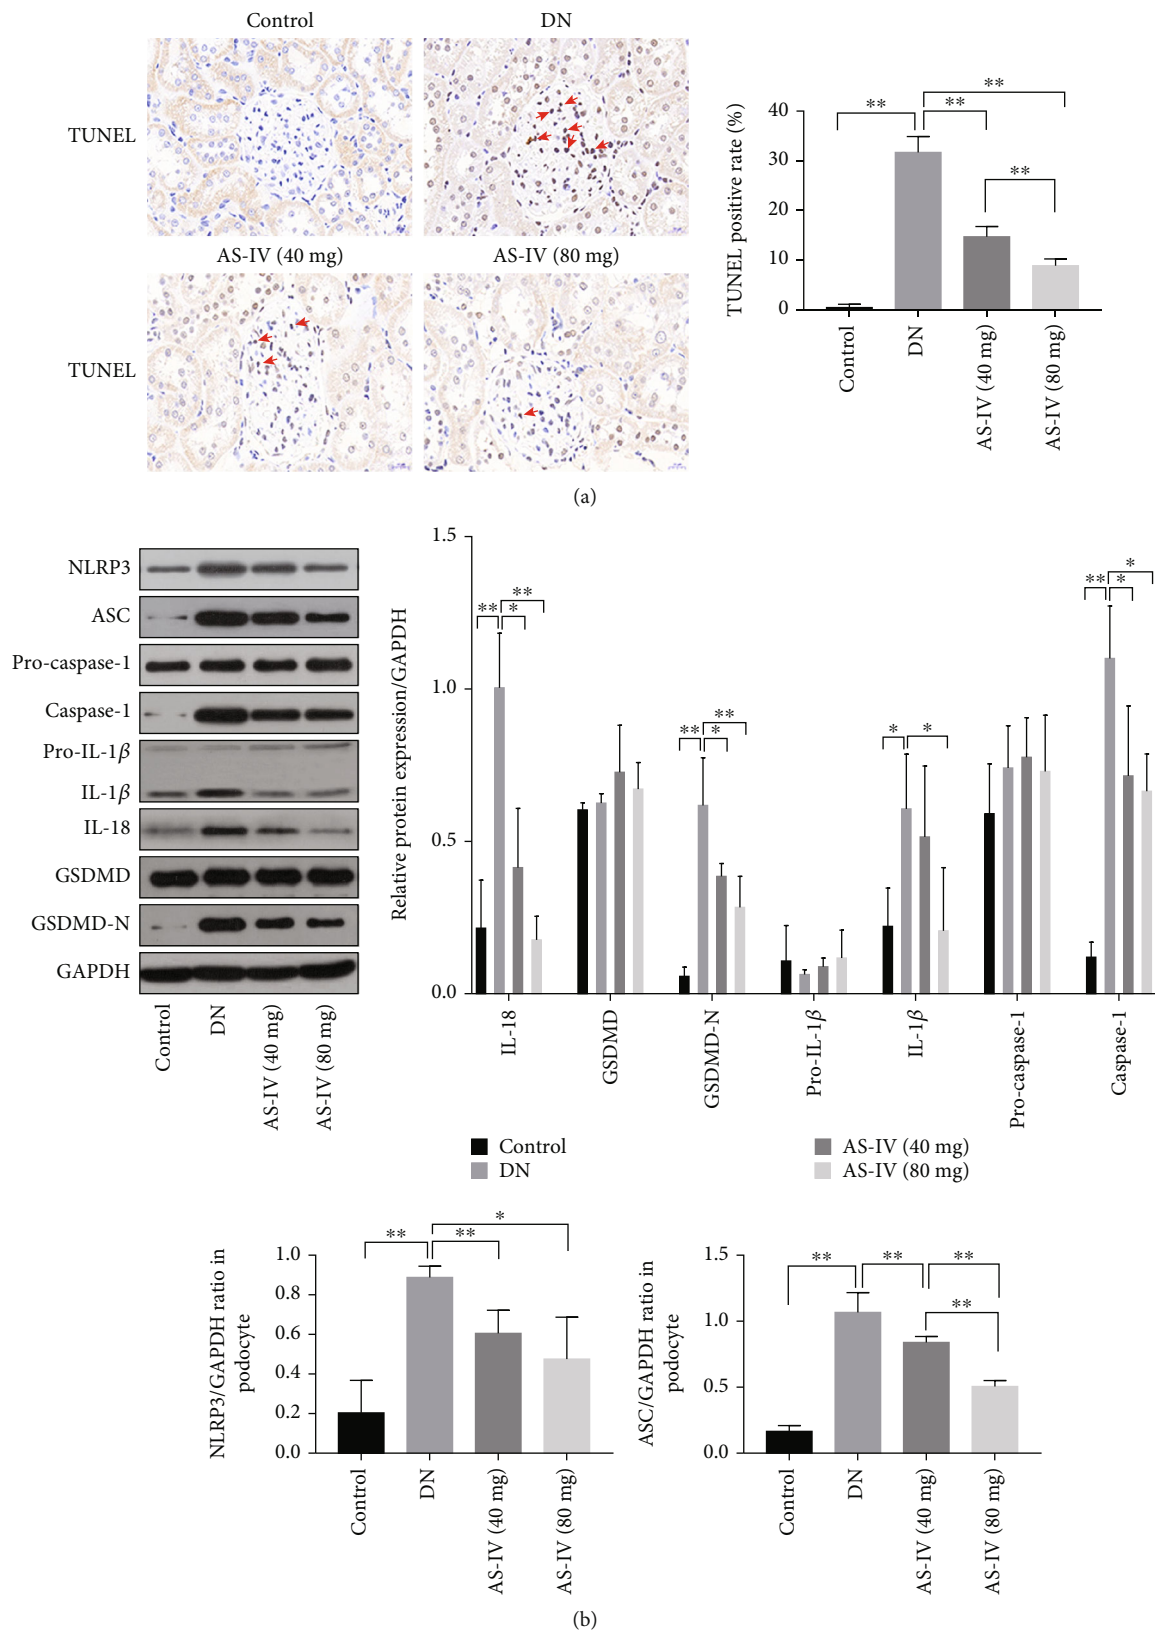 Control
DN
TUNEL
AS-IV (40 mg)
AS-IV (80 mg)
TUNEL
TUNEL positive rate (%)
40
30
20
10
0
**
**
**
**
Control
DN
AS-IV (40 mg)
AS-IV (80 mg)
(a)
NLRP3
ASC
Pro-caspase-1
Caspase-1
Pro-IL-1β
IL-1β
IL-18
GSDMD
GSDMD-N
GAPDH
Control
DN
AS-IV (40 mg)
AS-IV (80 mg)
Relative protein expression/GAPDH
1.5
1.0
0.5
0.0
**
**
*
**
**
*
*
*
*
**
*
IL-18
GSDMD
GSDMD-N
Pro-IL-1β
IL-1β
Pro-caspase-1
Caspase-1
Control
DN
AS-IV (40 mg)
AS-IV (80 mg)
NLRP3/GAPDH ratio in
podocyte
1.0
0.8
0.6
0.4
0.2
0.0
**
**
*
Control
DN
AS-IV (40 mg)
AS-IV (80 mg)
ASC/GAPDH ratio in
podocyte
1.5
1.0
0.5
0.0
**
**
**
**
Control
DN
AS-IV (40 mg)
AS-IV (80 mg)
(b)